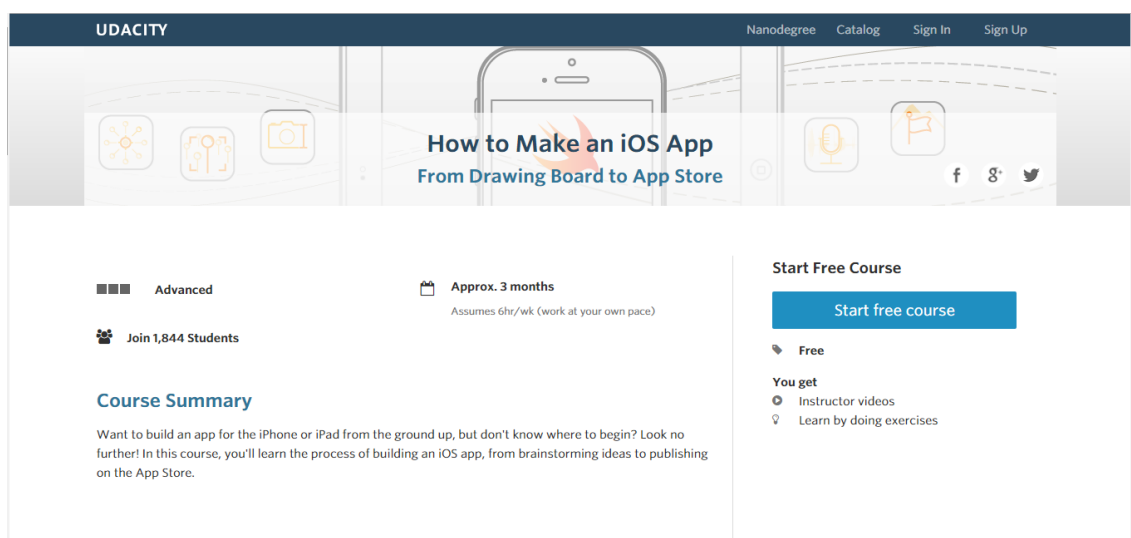 UDACITY
Nanodegree Catalog Sign In Sign Up
How to Make an iOS App
From Drawing Board to App Store
Advanced
Approx. 3 months
Assumes 6hr/wk (work at your own pace)
Join 1,844 Students
Course Summary
Want to build an app for the iPhone or iPad from the ground up, but don't know where to begin? Look no
further! In this course, you'll learn the process of building an iOS app, from brainstorming ideas to publishing
on the App Store.
Start Free Course
Start free course
Free
You get
Instructor videos
Learn by doing exercises